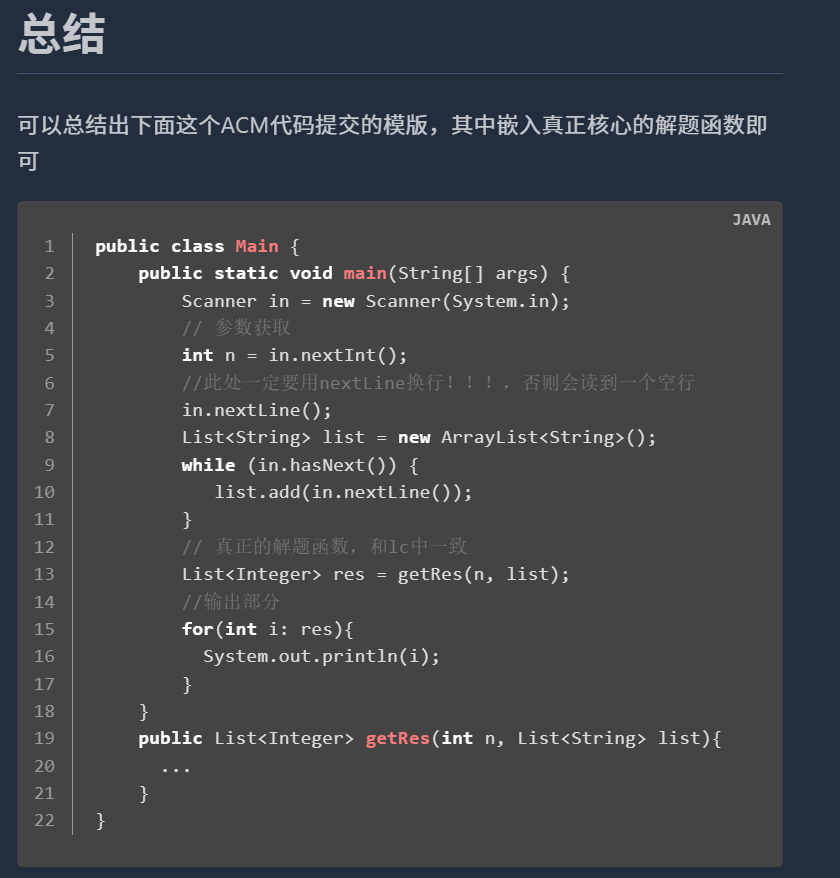 总结
可以总结出下面这个ACM代码提交的模版，其中嵌入真正核心的解题函数即
可
JAVA
1 public class Main {
2     public static void main(String[] args) {
3         Scanner in = new Scanner(System.in);
4         // 参数获取
5         int n = in.nextInt();
6         //此处一定要用nextLine换行！！！，否则会读到一个空行
7         in.nextLine();
8         List<String> list = new ArrayList<String>();
9         while (in.hasNext()) {
10            list.add(in.nextLine());
11        }
12        // 真正的解题函数，和lc中一致
13        List<Integer> res = getRes(n, list);
14        //输出部分
15        for(int i: res){
16          System.out.println(i);
17        }
18    }
19    public List<Integer> getRes(int n, List<String> list){
20      ...
21    }
22 }